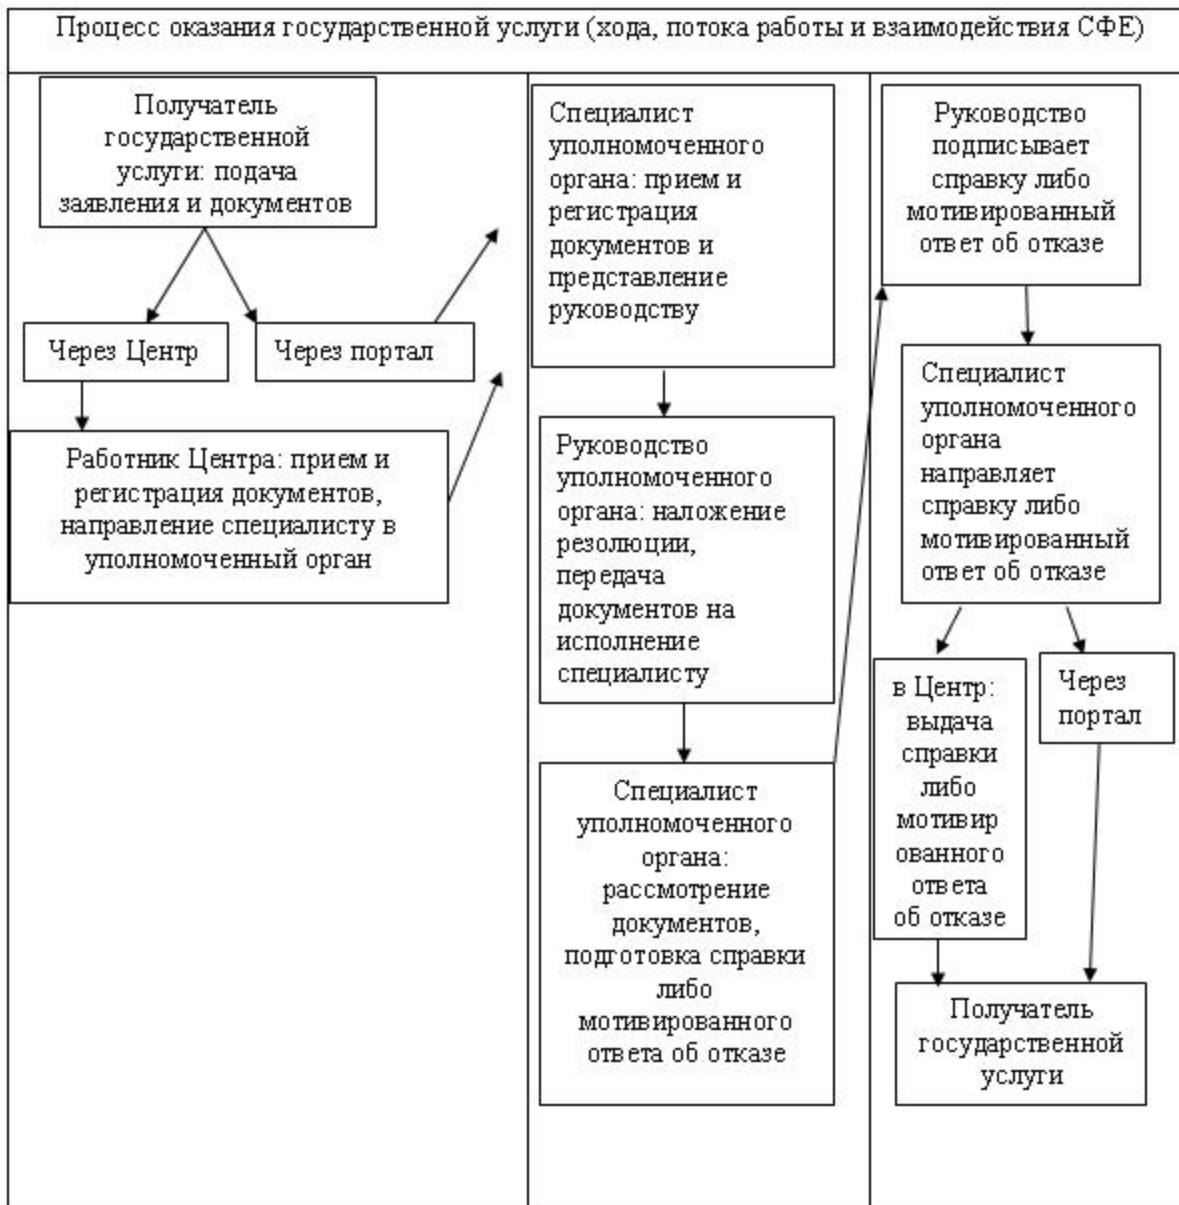 Процесс оказания государственной услуги (хода, потока работы и взаимодействия СФЕ)
Получатель
государственной
услуги: подача
заявления и документов
Через Центр
Через портал
Работник Центра: прием и
регистрация документов,
направление специалисту в
уполномоченный орган
Специалист
уполномоченного
органа: прием и
регистрация
документов и
представление
руководству
Руководство
уполномоченного
органа: наложение
резолюции,
передача
документов на
исполнение
специалисту
Специалист
уполномоченного
органа:
рассмотрение
документов,
подготовка справки
либо
мотивированного
ответа об отказе
Руководство
подписывает
справку либо
мотивированный
ответ об отказе
Специалист
уполномоченного
органа
направляет
справку либо
мотивированный
ответ об отказе
в Центр:
выдача
справки
либо
мотивир
ованного
ответа
об отказе
Через
портал
Получатель
государственной
услуги